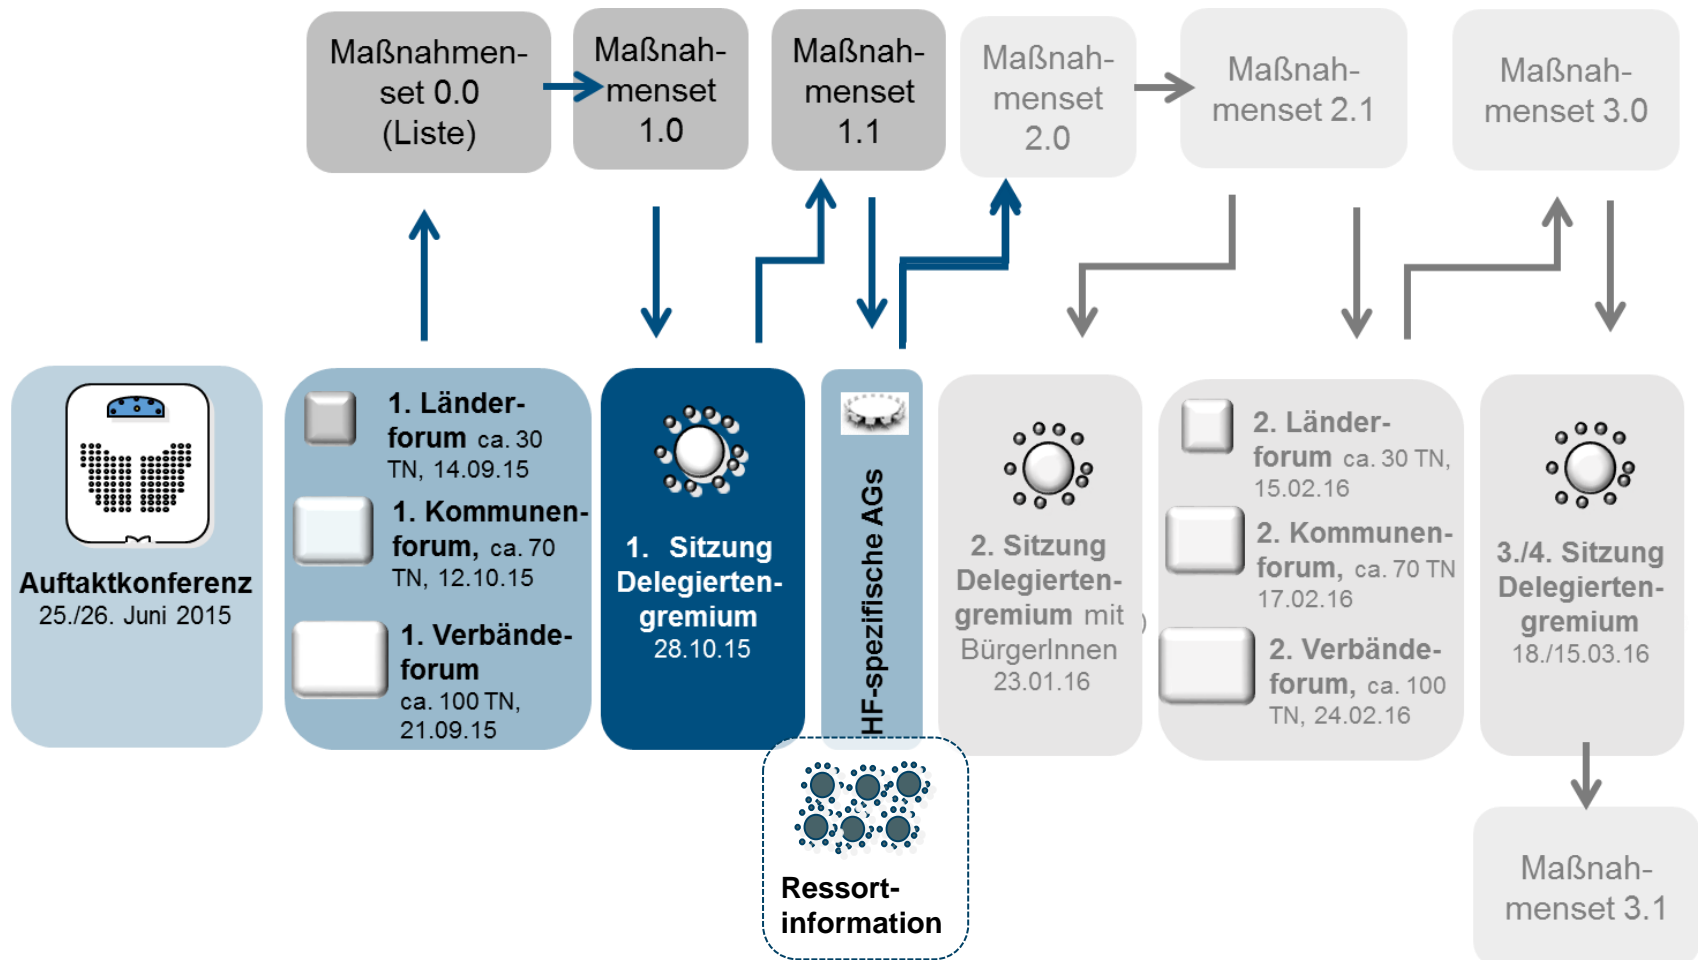 Maßnahmen-
set 0.0
(Liste)
Maßnah-
menset
1.0
Maßnah-
menset
1.1
Maßnah-
menset
2.0
Maßnah-
menset 2.1
Maßnah-
menset 3.0
Auftaktkonferenz
25./26. Juni 2015
1. Länder-
forum ca. 30
TN, 14.09.15
1. Kommunen-
forum, ca. 70
TN, 12.10.15
1. Verbände-
forum
ca. 100 TN,
21.09.15
1. Sitzung
Delegierten-
gremium
28.10.15
HF-spezifische AGs
2. Sitzung
Delegierten-
gremium mit
BürgerInnen
23.01.16
)
2. Länder-
forum ca. 30 TN,
15.02.16
2. Kommunen-
forum, ca. 70 TN
17.02.16
2. Verbände-
forum, ca. 100
TN, 24.02.16
3./4. Sitzung
Delegierten-
gremium
18./15.03.16
Ressort-
information
Maßnah-
menset 3.1